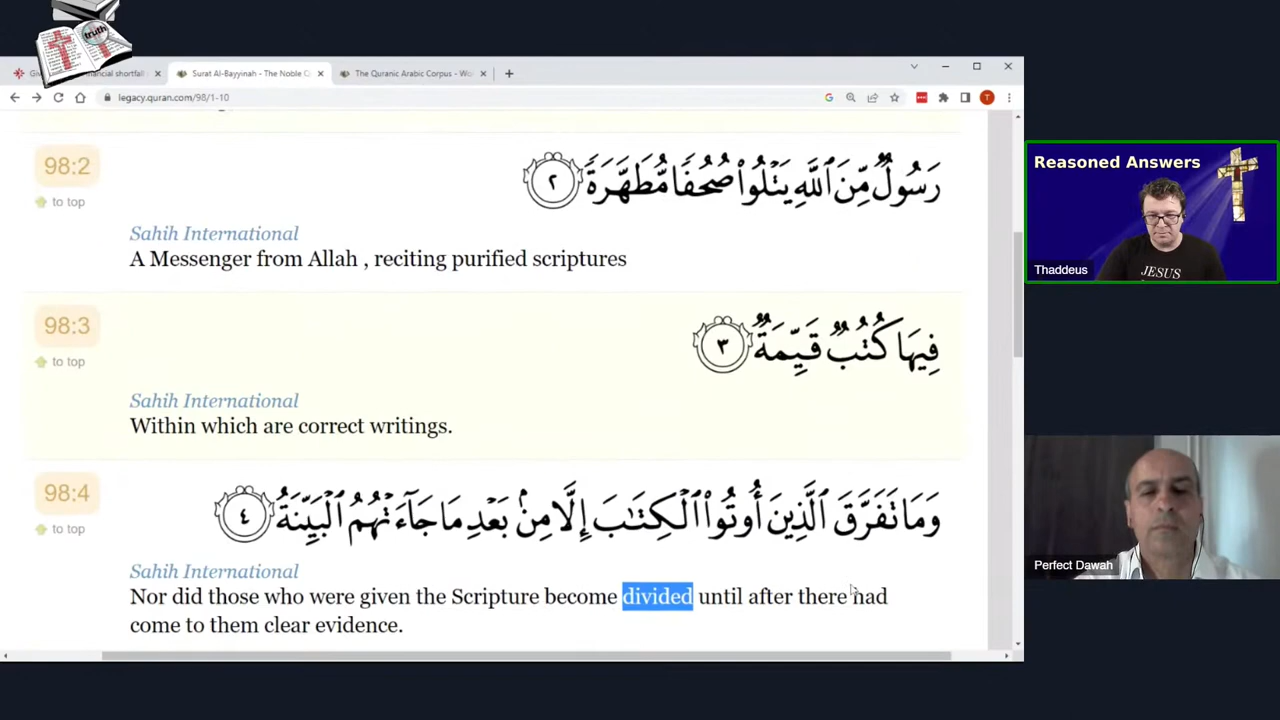 truth
Surat Al-Bayyinah - The Noble Q
The Quranic Arabic Corpus - Wo
legacy.quran.com/98/1-10
T
98:2
to top
رَسُولٌ مِّنَ ٱللَّهِ يَتْلُوا۟ صُحُفًا مُّطَهَّرَةً ٢
Sahih International
A Messenger from Allah , reciting purified scriptures
98:3
to top
فِيهَا كُتُبٌ قَيِّمَةٌ ٣
Sahih International
Within which are correct writings.
98:4
to top
وَمَا تَفَرَّقَ ٱلَّذِينَ أُوتُوا۟ ٱلْكِتَـٰبَ إِلَّا مِنۢ بَعْدِ مَا جَآءَتْهُمُ ٱلْبَيِّنَةُ ٤
Sahih International
Nor did those who were given the Scripture become divided until after there had
come to them clear evidence.
Reasoned Answers
JESUS
Thaddeus
Perfect Dawah